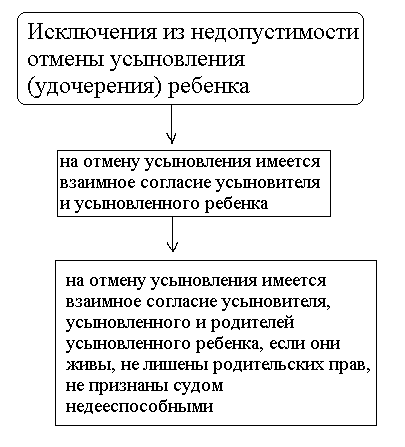 Исключения из недопустимости
отмены усыновления
(удочерения) ребенка
на отмену усыновления имеется
взаимное согласие усыновителя
и усыновленного ребенка
на отмену усыновления имеется
взаимное согласие усыновителя,
усыновленного и родителей
усыновленного ребенка, если они
живы, не лишены родительских прав,
не признаны судом
недееспособными